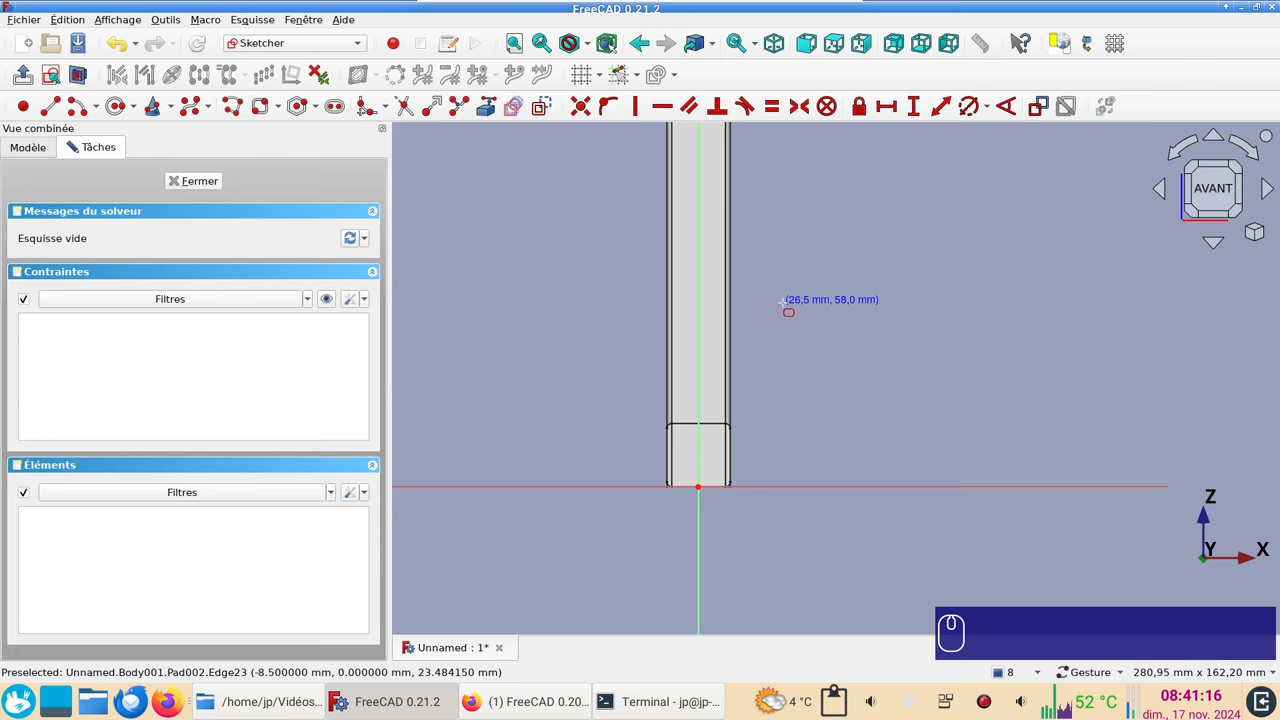 FreeCAD 0.21.2
Fichier Édition Affichage Outils Macro Esquisse Fenêtre Aide
Sketcher
Vue combinée
Modèle Tâches
Fermer
Messages du solveur
Esquisse vide
Contraintes
Filtres
Éléments
Filtres
(26,5 mm, 58,0 mm)
AVANT
Z
Y X
Unnamed : 1*
Preselected: Unnamed.Body001.Pad002.Edge23 (-8.500000 mm, 0.000000 mm, 23.484150 mm)
8 Gesture 280,95 mm × 162,20 mm
/home/jp/Vidéos... FreeCAD 0.21.2 (1) FreeCAD 0.20... Terminal - jp@jp-... 4 °C 52 °C 08:41:16
dim., 17 nov. 2024